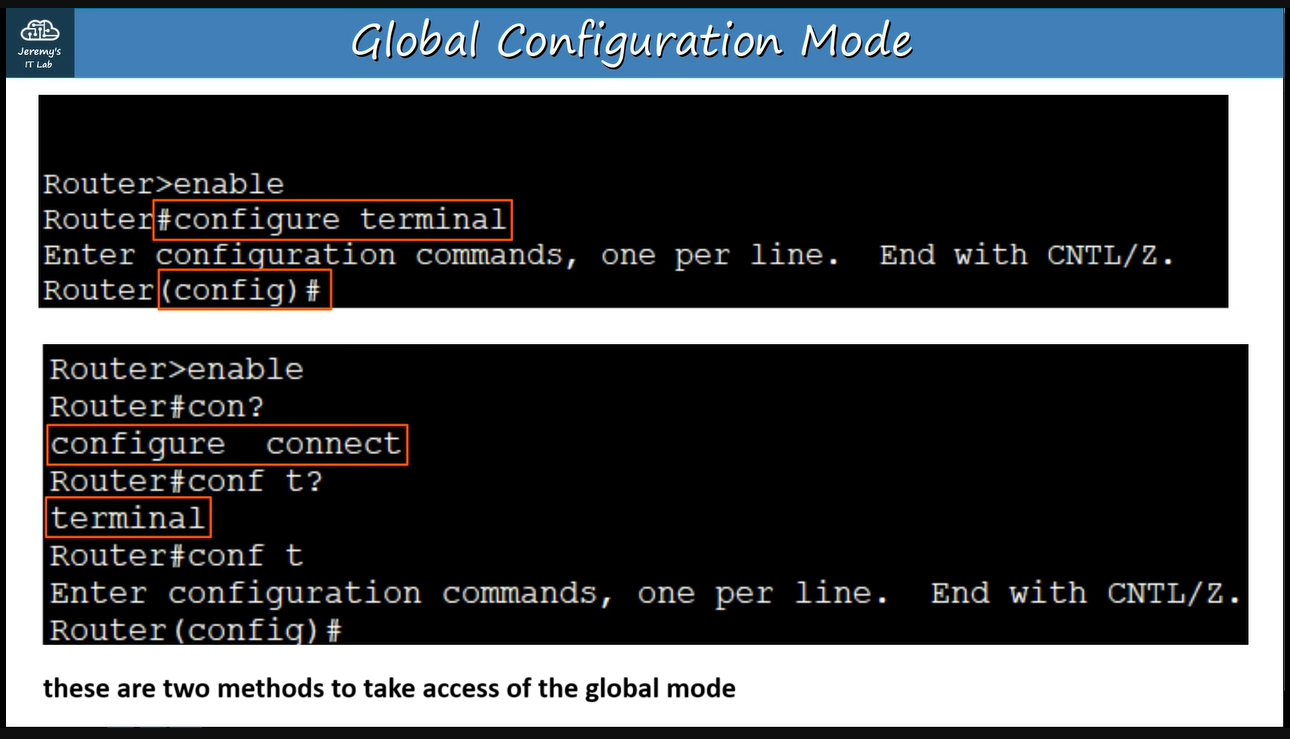 Jeremy's
IT Lab
Global Configuration Mode
Router>enable
Router#configure terminal
Enter configuration commands, one per line.  End with CNTL/Z.
Router(config)#
Router>enable
Router#con?
configure  connect
Router#conf t?
terminal
Router#conf t
Enter configuration commands, one per line.  End with CNTL/Z.
Router(config)#
these are two methods to take access of the global mode